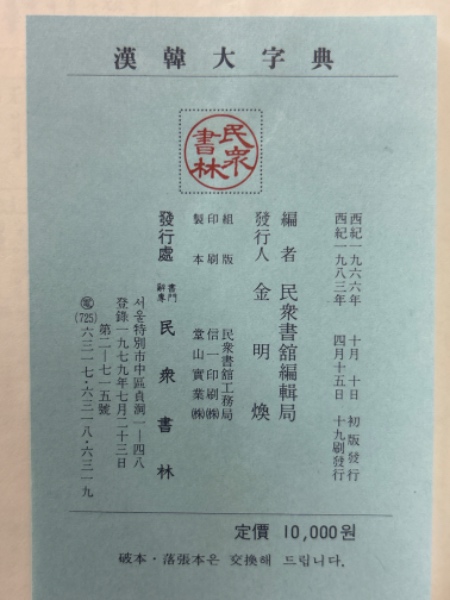 漢韓大字典
民衆
書林
西紀一九六六年 十月 十日 初版發行
西紀一九八三年 四月十五日 十九刷發行
編者 民衆書館編輯局
發行人 金明煥
組版 民衆書館工務局
印刷 信一印刷㈱
製本 堂山實業㈱
發行處 辭書專門 民衆書林
서울特別市中區貞洞一—四八
登錄一九七九年七月二十三日
第二—七一五號
㊩(725)六三一七·六三一八·六三一九
定價 10,000원
破本·落張本은 交換해 드립니다.